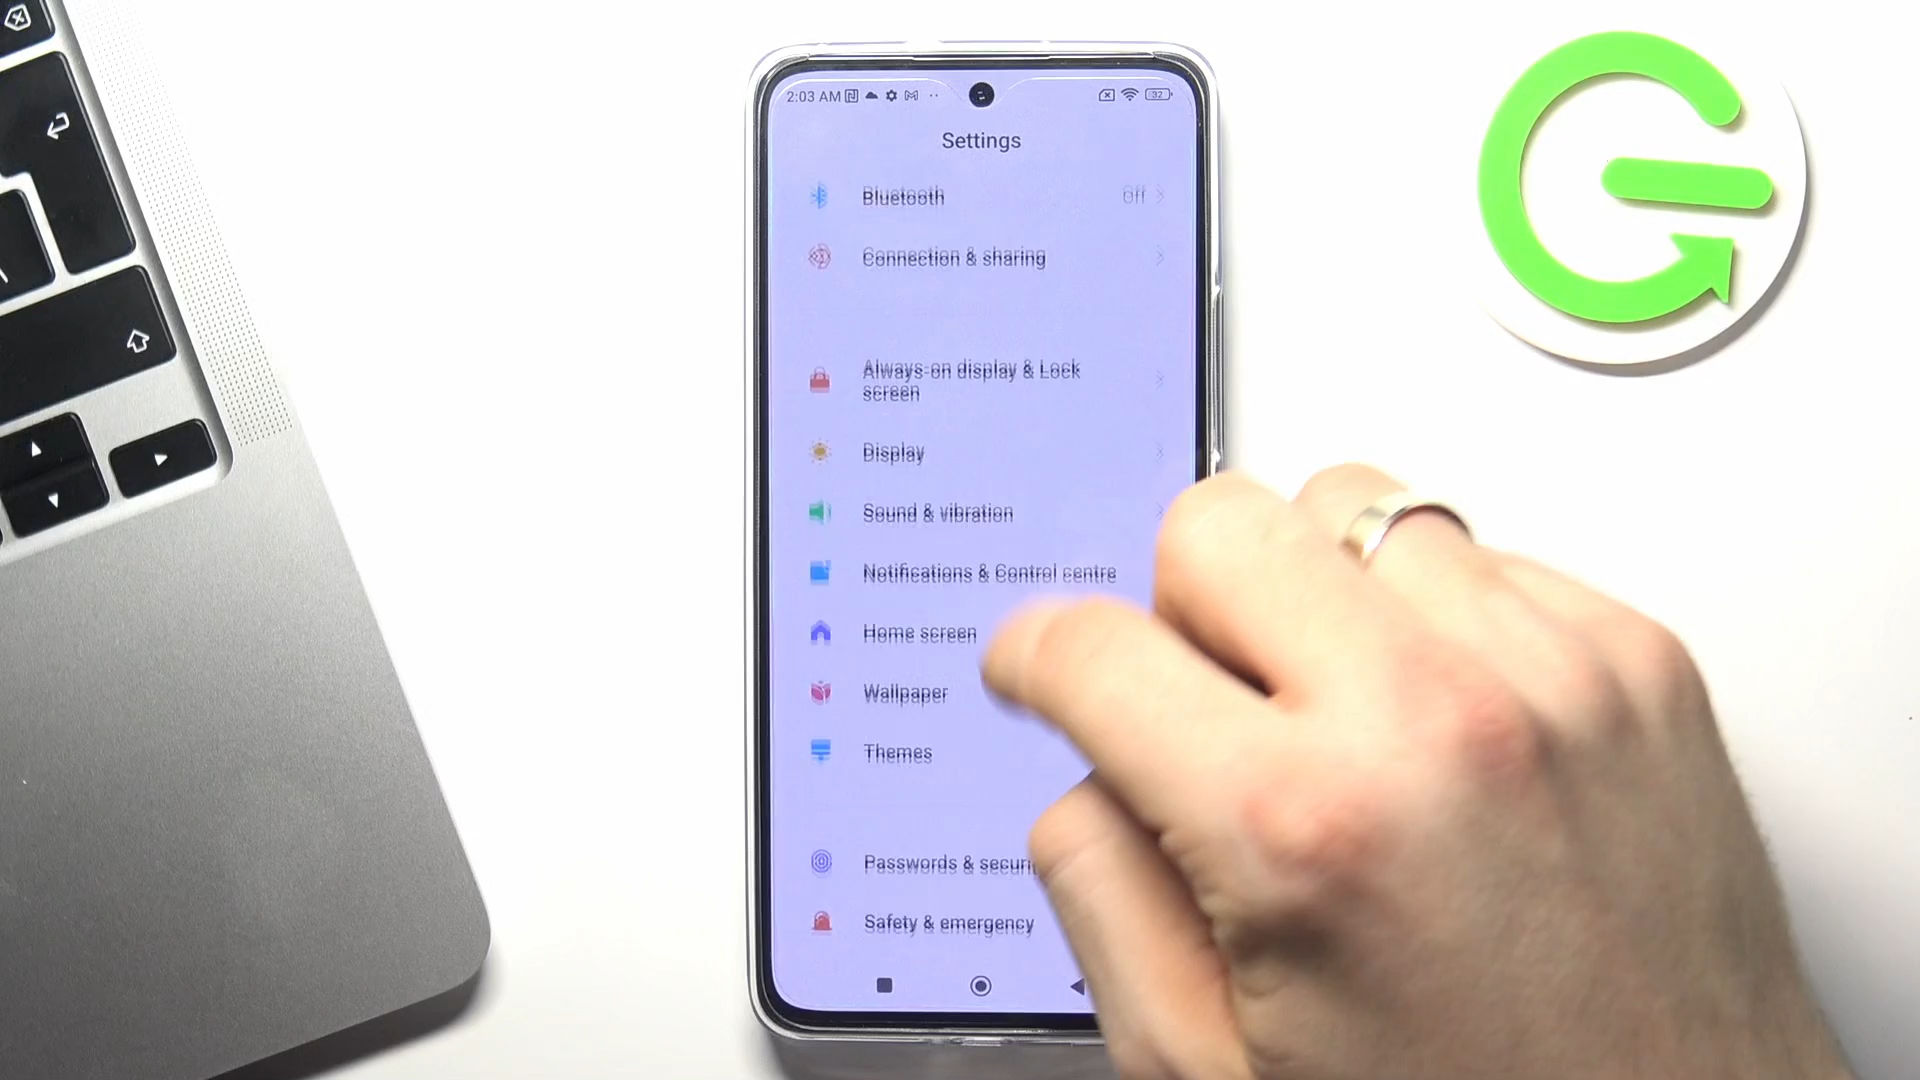 2:03 AM
32
Settings
Bluetooth
Off
Connection & sharing
Always-on display & Lock
screen
Display
Sound & vibration
Notifications & Control centre
Home screen
Wallpaper
Themes
Passwords &
Safety & emergency